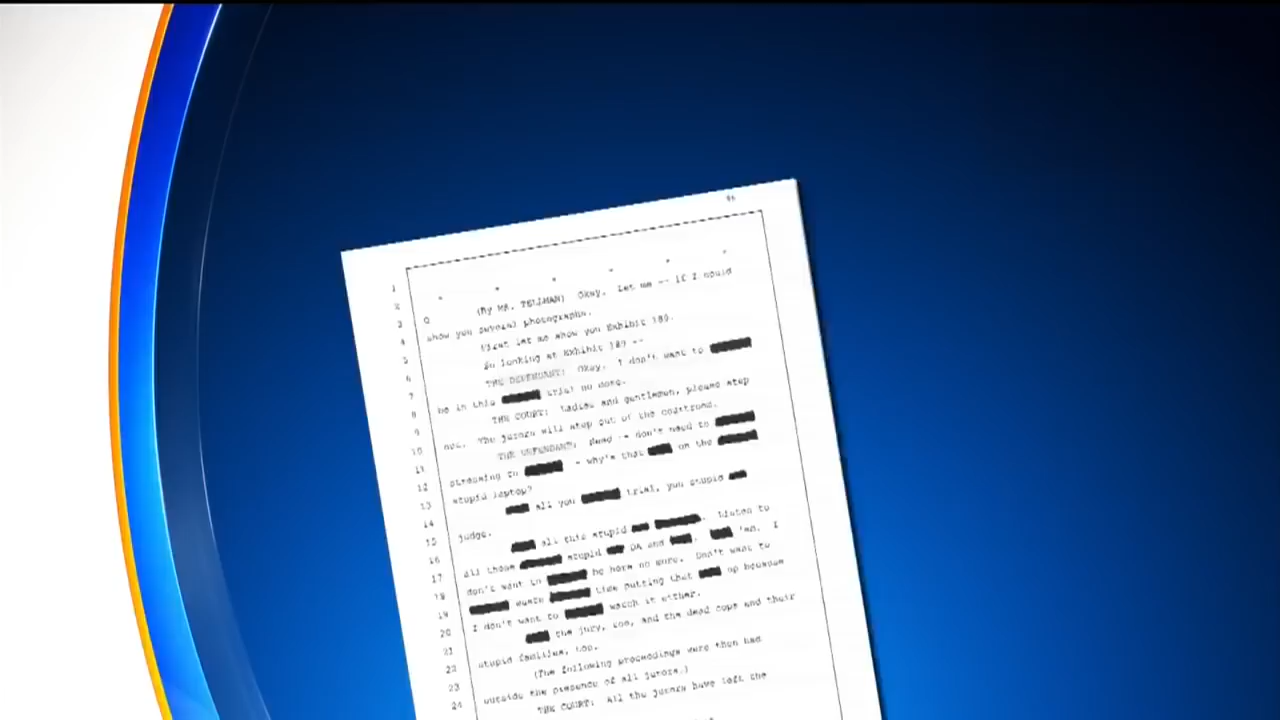 96
1 * * * * * *
2 Q (By MR. TELLMAN) Okay. Let me -- if I could
3 show you several photographs.
4 First let me show you Exhibit 189.
5 So looking at Exhibit 189 --
6 THE DEFENDANT: Okay. I don't want to
7 be in this trial no more.
8 THE COURT: Ladies and gentlemen, please step
9 out. The jurors will step out of the courtroom.
10 THE DEFENDANT: don't need to
11 streaming to - why's that on the
12 stupid laptop?
13 all you trial, you stupid
14 judge.
15 all this stupid . Listen to
16 all those stupid DA and . 'em. I
17 don't want to be here no more. Don't want to
18 waste time putting that up because
19 I don't want to watch it either.
20 the jury, too, and the dead cops and their
21 stupid families, too.
22 (The following proceedings were then had
23 outside the presence of all jurors.)
24 THE COURT: All the jurors have left the